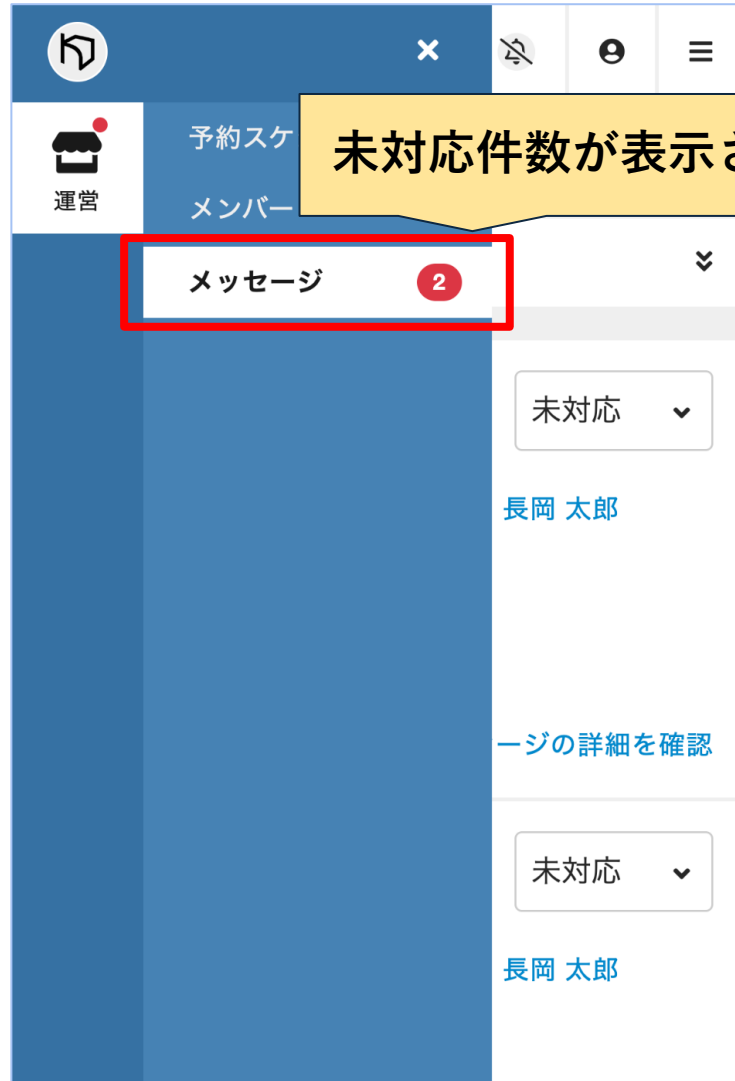 予約スケ
未対応件数が表示
運営
メンバー
メッセージ
2
未対応
長岡 太郎
ージの詳細を確認
未対応
長岡 太郎